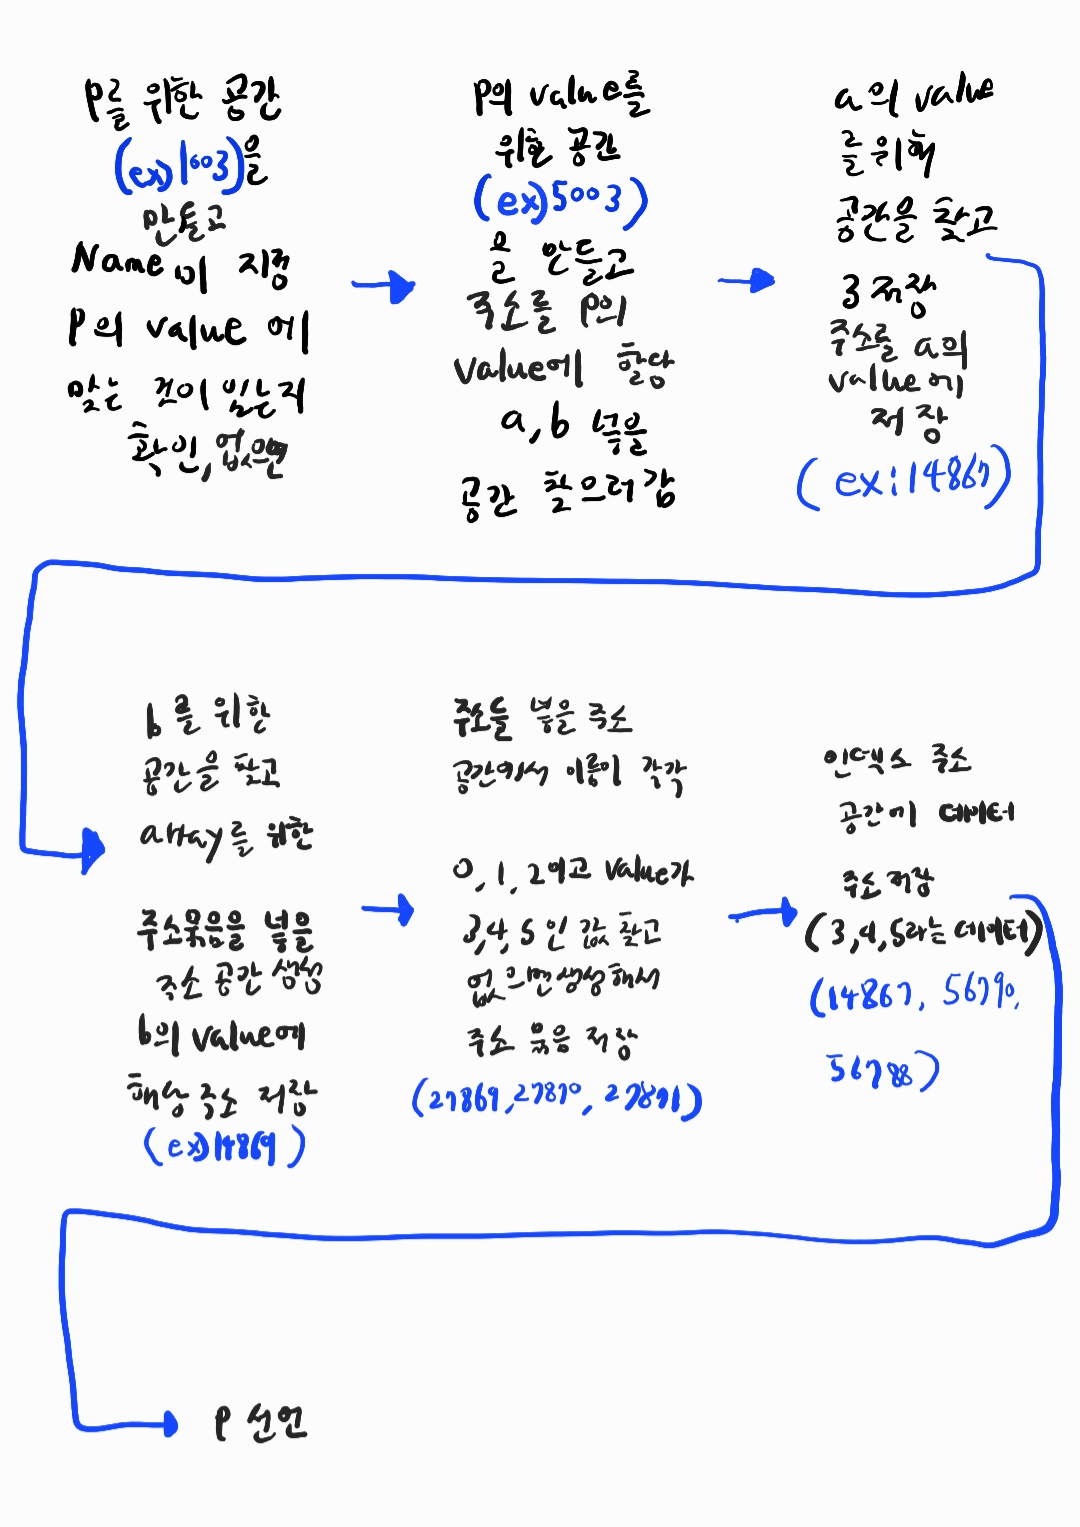 P를 위한 공간
(ex)1003)을
만들고
Name이 지정
P의 value에
맞는 것이 있는지
확인, 없으면
P의 value를
위한 공간
(ex)5003)
을 만들고
주소를 P의
value에 할당
a, b 넣을
공간 찾으러 감
a의 value
를 위해
공간을 찾고
3 저장
주소를 a의
value에
저장
(ex:14867)
b를 위한
공간을 찾고
array를 위한
주소묶음을 넣을
주소 공간 생성
b의 value에
해당 주소 저장
(ex)14869)
주소들 넣을 주소
공간에서 이름이 각각
0, 1, 2이고 value가
3,4,5인 값 찾고
없으면 생성해서
주소 묶음 저장
(27869, 27870, 27871)
인덱스 주소
공간에 데이터
주소 저장
(3,4,5라는 데이터)
(14867, 56790,
56788)
P 선언